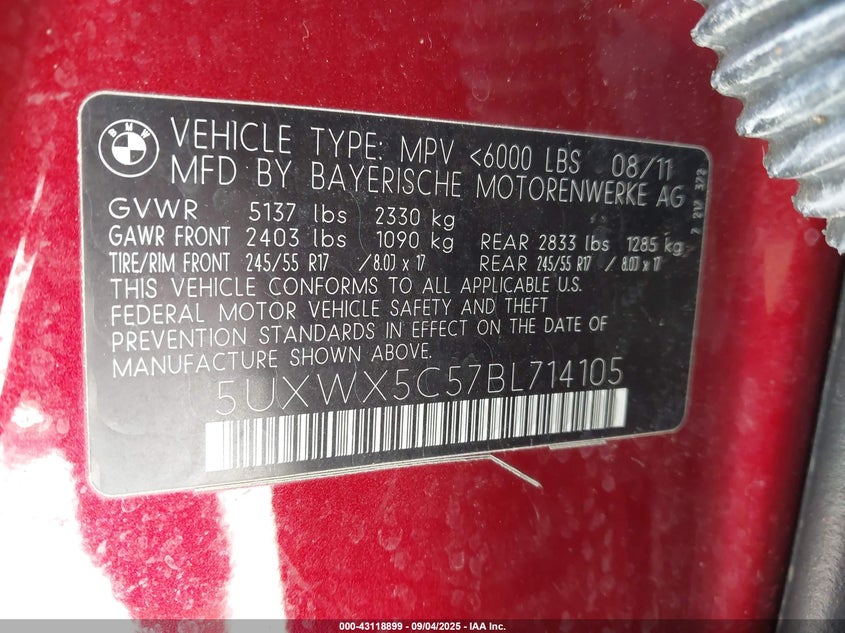 BMW
VEHICLE TYPE: MPV <6000 LBS 08/11
MFD BY BAYERISCHE MOTORENWERKE AG
7 217 372
GVWR 5137 lbs 2330 kg
GAWR FRONT 2403 lbs 1090 kg REAR 2833 lbs 1285 kg
TIRE/RIM FRONT 245/55 R17 / 8.0J x 17 REAR 245/55 R17 / 8.0J x 17
THIS VEHICLE CONFORMS TO ALL APPLICABLE U.S.
FEDERAL MOTOR VEHICLE SAFETY AND THEFT
PREVENTION STANDARDS IN EFFECT ON THE DATE OF
MANUFACTURE SHOWN ABOVE.
5UXWX5C57BL714105
000-43118899 - 09/04/2025 - IAA Inc.